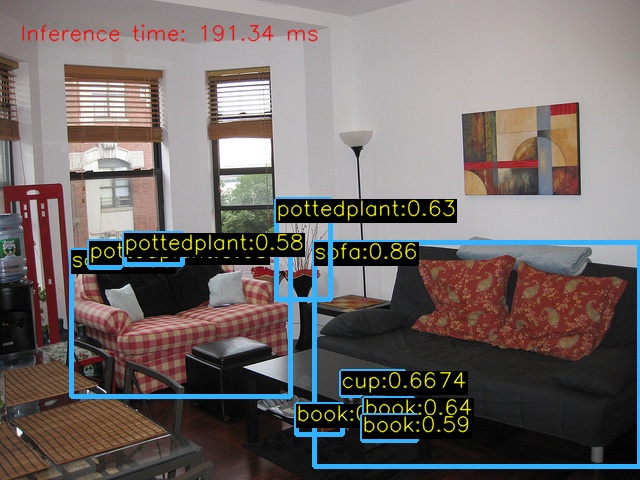 Inference time: 191.34 ms
pottedplant:0.63
pottedplant:0.58
sofa:0.86
cup:0.6674
book:0.64
book:
book:0.59